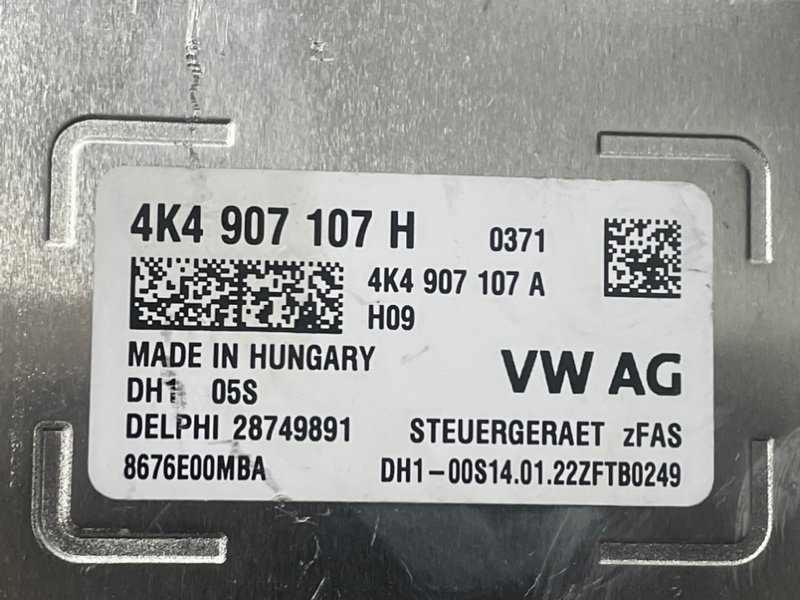 4K4 907 107 H 0371
4K4 907 107 A
H09
MADE IN HUNGARY
VW AG
DH1 05S
DELPHI 28749891 STEUERGERAET zFAS
8676E00MBA DH1-00S14.01.22ZFTB0249